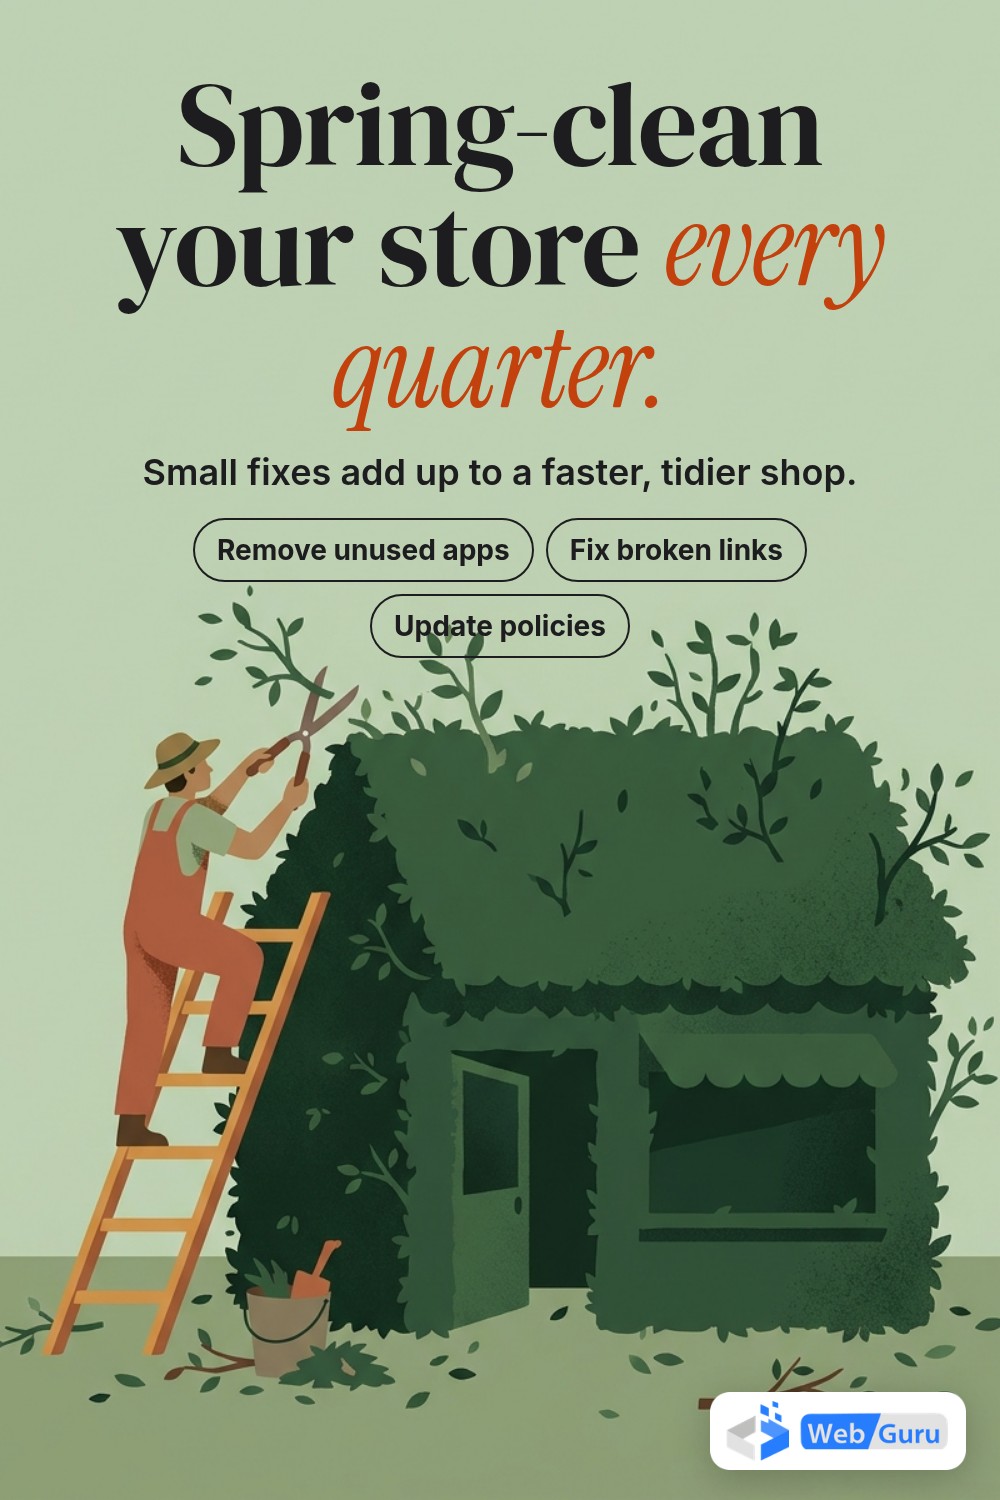 Spring-clean
your store every
quarter.
Small fixes add up to a faster, tidier shop.
Remove unused apps
Fix broken links
Update policies
Web Guru